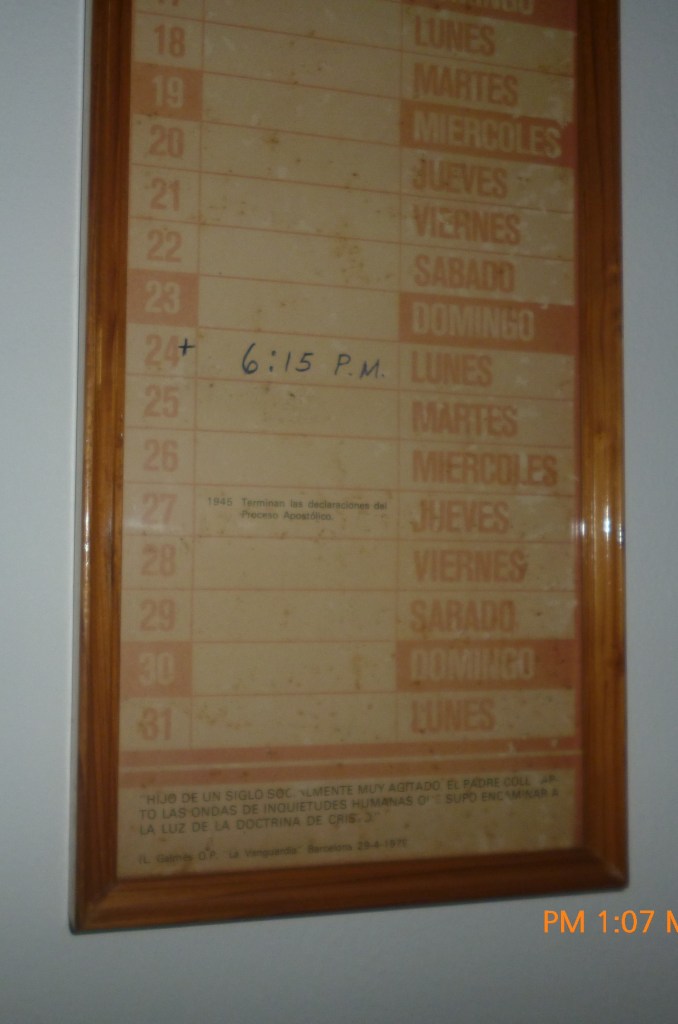 18 LUNES
19 MARTES
20 MIERCOLES
21 JUEVES
22 VIERNES
SABADO
23 DOMINGO
24 + 6:15 P.M. LUNES
25 MARTES
26 MIERCOLES
27 1945 Terminan las declaraciones del JUEVES
Proceso Apostólico.
28 VIERNES
29 SABADO
30 DOMINGO
31 LUNES
"HIJO DE UN SIGLO SOC ALMENTE MUY AGITADO, EL PADRE COLL
TO LAS ONDAS DE INQUIETUDES HUMANAS SUPO ENCAMINAR A
LA LUZ DE LA DOCTRINA DE
O.P. "La Vanguardia" Barcelona
PM 1:07 M